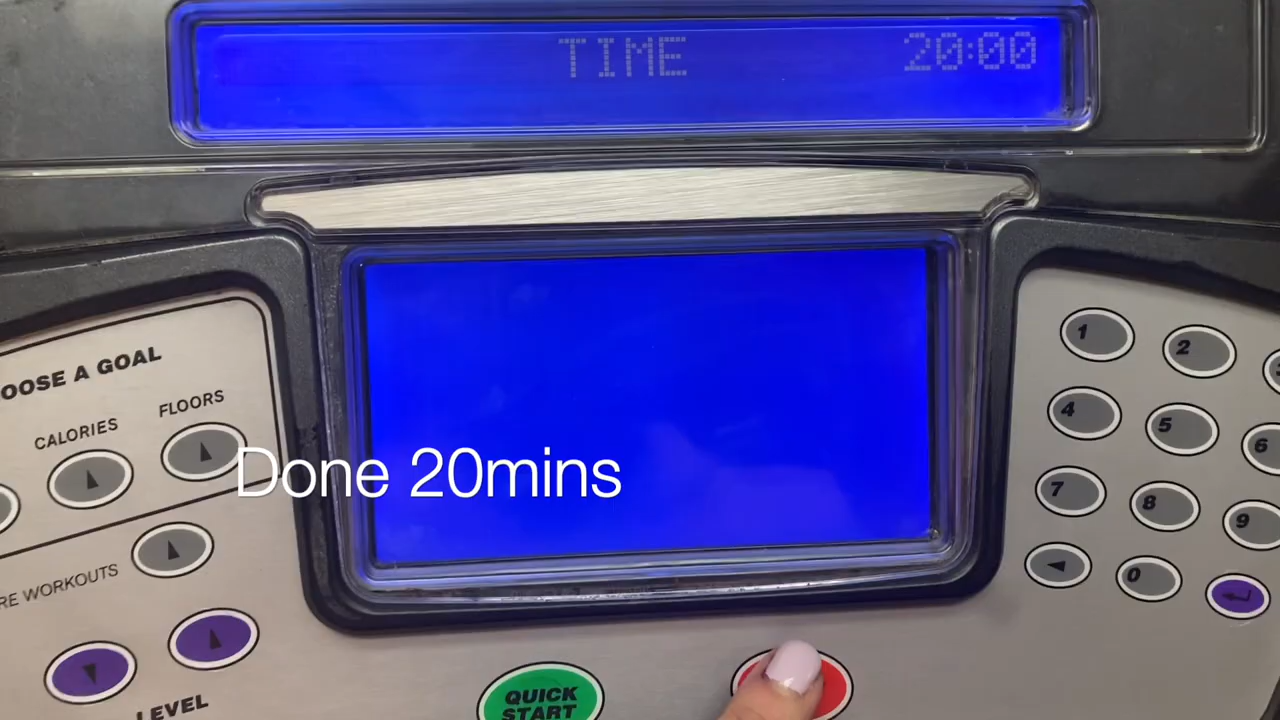 TIME 20:00
OOSE A GOAL
CALORIES FLOORS
RE WORKOUTS
LEVEL
Done 20mins
QUICK
START
1 2
4 5 6
7 8 9
0